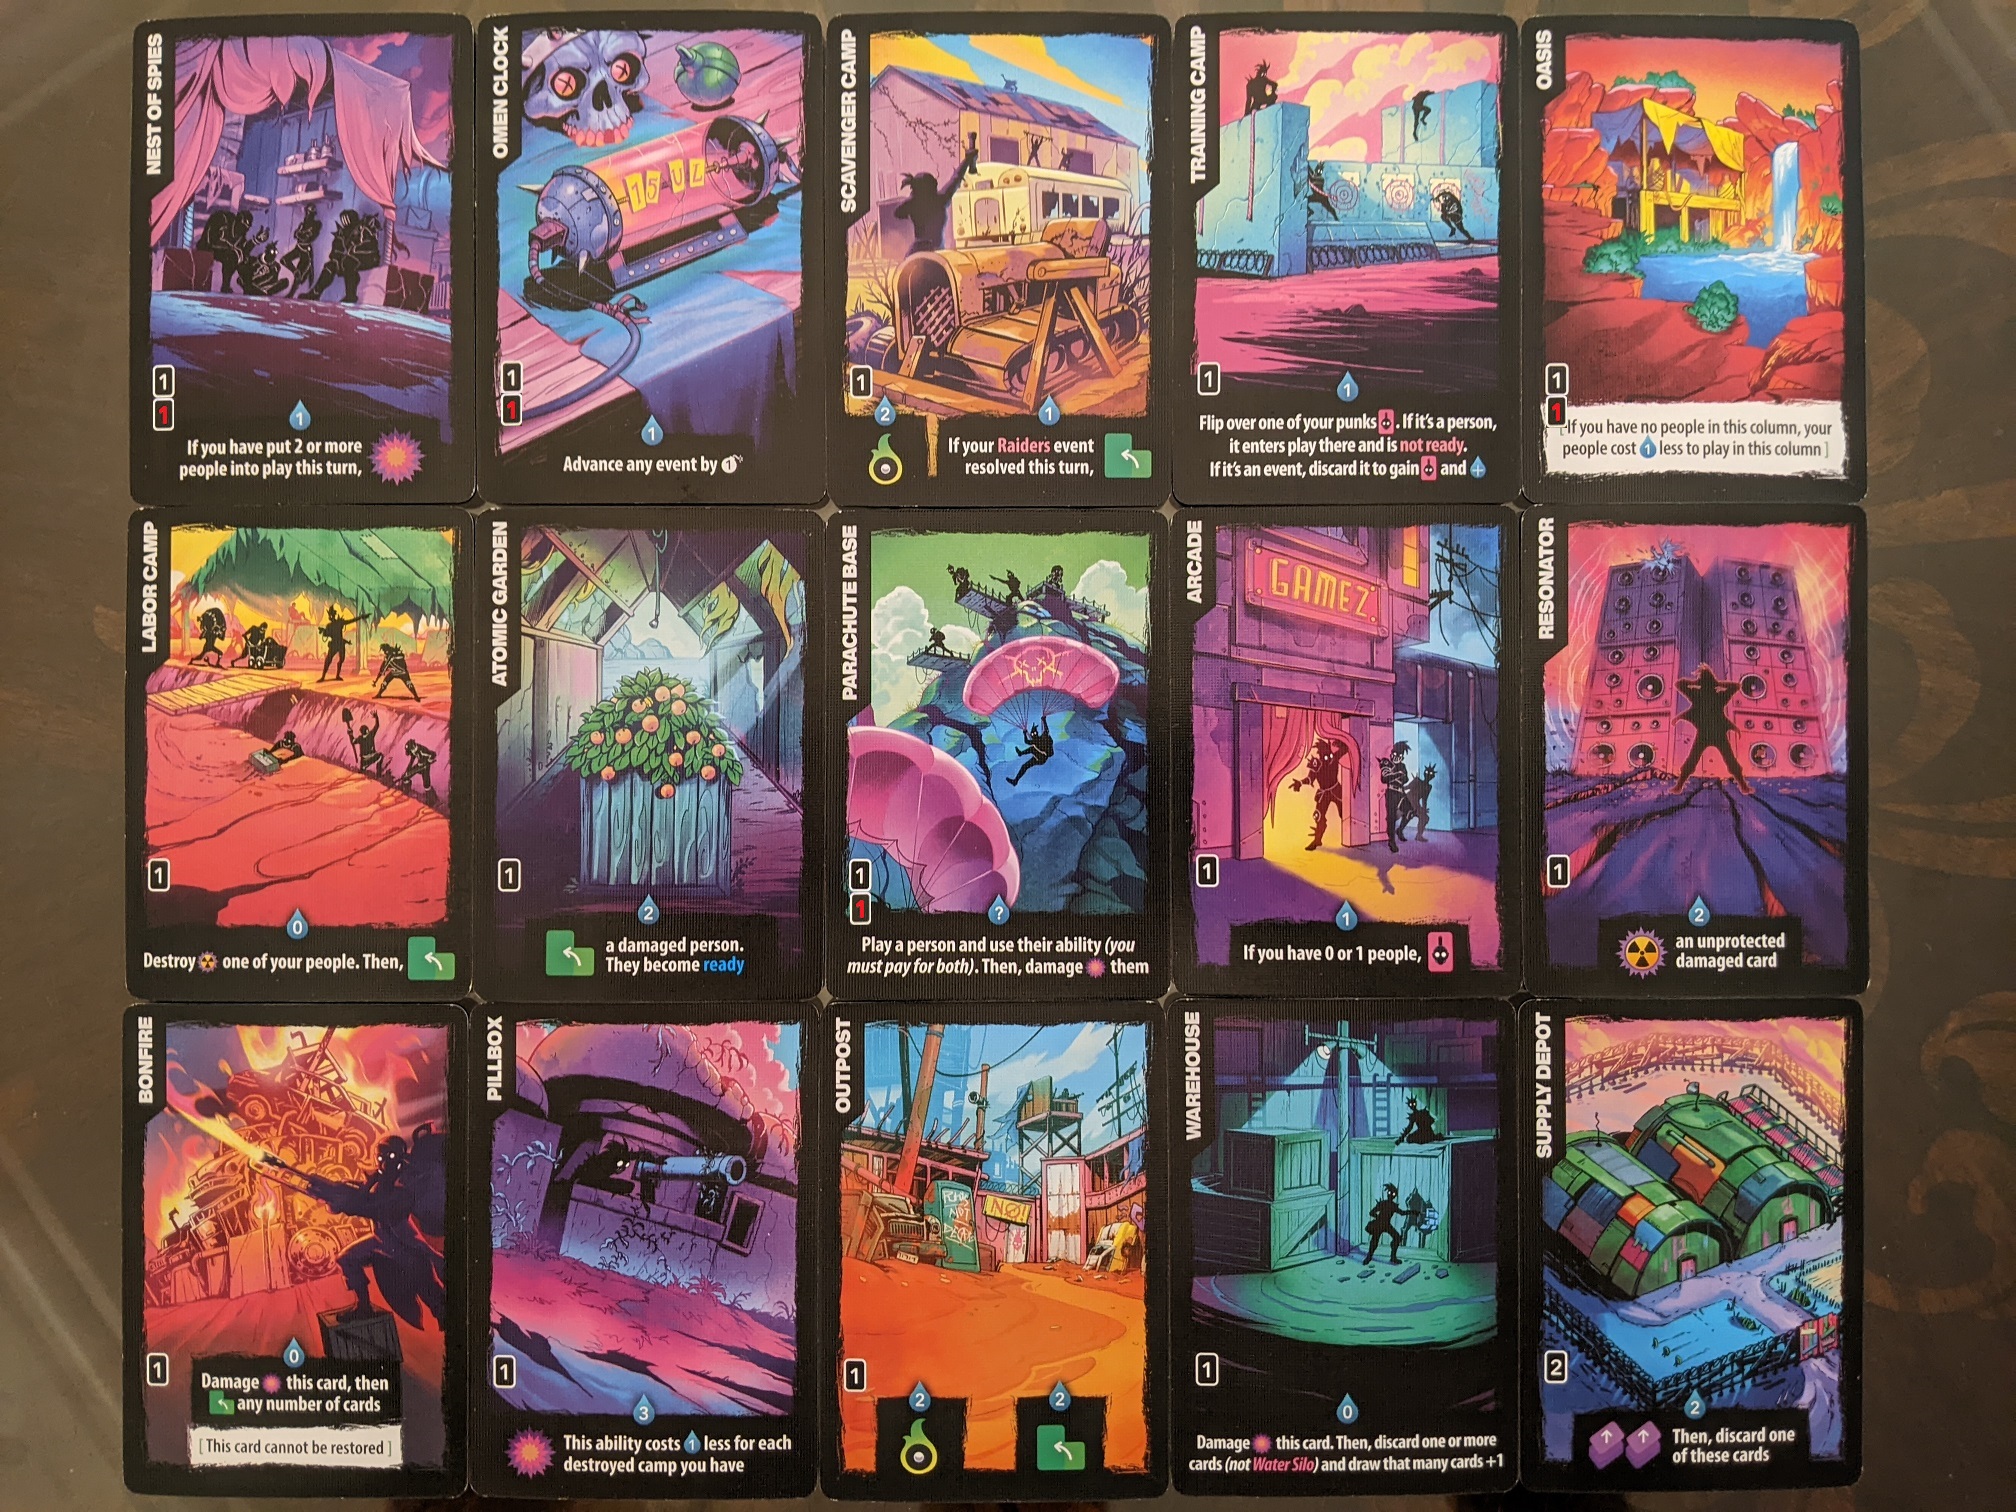 NEST OF SPIES
1
1
1
If you have put 2 or more
people into play this turn,
OMEN CLOCK
15 UL
1
1
1
Advance any event by 1
SCAVENGER CAMP
1
2
1
If your Raiders event
resolved this turn,
TRAINING CAMP
1
1
Flip over one of your punks. If it's a person,
it enters play there and is not ready.
If it's an event, discard it to gain and
OASIS
1
1
[If you have no people in this column, your
people cost 1 less to play in this column]
LABOR CAMP
1
0
Destroy one of your people. Then,
ATOMIC GARDEN
1
2
a damaged person.
They become ready
PARACHUTE BASE
1
1
?
Play a person and use their ability (you
must pay for both). Then, damage them
ARCADE
GAMEZ
1
1
If you have 0 or 1 people,
RESONATOR
1
2
an unprotected
damaged card
BONFIRE
1
0
Damage this card, then
any number of cards
[This card cannot be restored]
PILLBOX
1
3
This ability costs 1 less for each
destroyed camp you have
OUTPOST
NO!
1
2
2
WAREHOUSE
1
0
Damage this card. Then, discard one or more
cards (not Water Silo) and draw that many cards +1
SUPPLY DEPOT
2
2
Then, discard one
of these cards